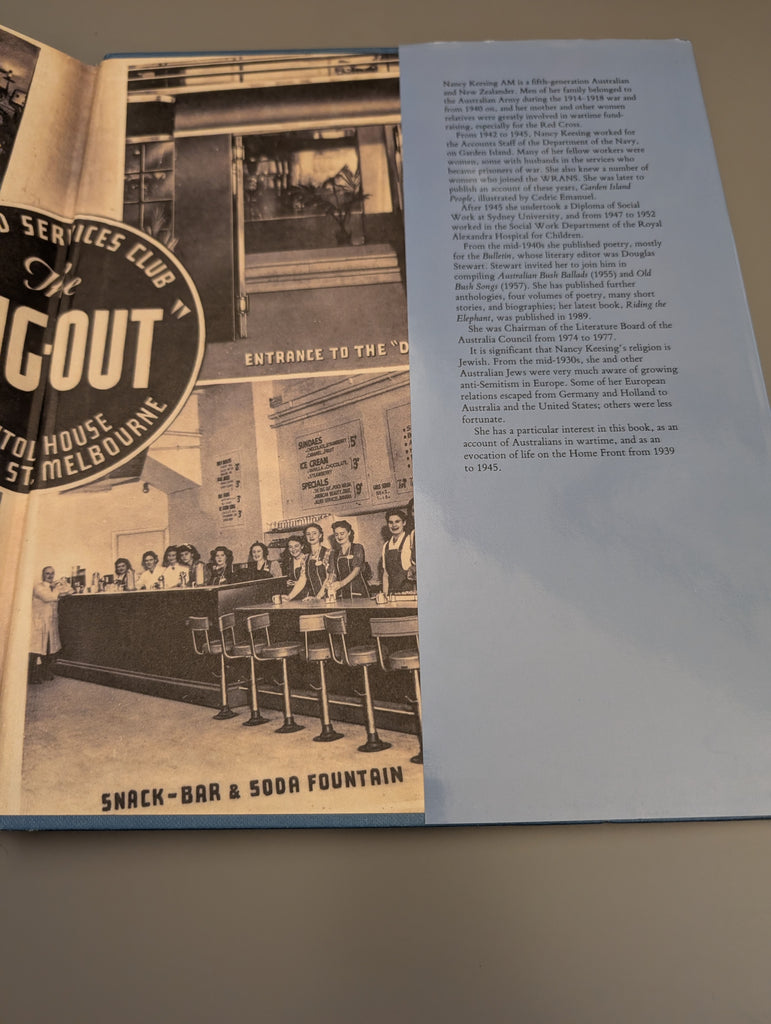 D SERVICES CLUB
The
"
G-OUT
TOL HOUSE
ST. MELBOURNE
ENTRANCE TO THE "D
SUNDAES
5D
ICE CREAM
3D
SPECIALS
9D
SNACK-BAR & SODA FOUNTAIN
Nancy Keesing AM is a fifth-generation Australian
and New Zealander. Men of her family belonged to
the Australian Army during the 1914–1918 war and
from 1940 on, and her mother and other women
relatives were greatly involved in wartime fund-
raising, especially for the Red Cross.
From 1942 to 1945, Nancy Keesing worked for
the Accounts Staff of the Department of the Navy,
on Garden Island. Many of her fellow workers were
women, some with husbands in the services who
became prisoners of war. She also knew a number of
women who joined the WRANS. She was later to
publish an account of these years, Garden Island
People, illustrated by Cedric Emanuel.
After 1945 she undertook a Diploma of Social
Work at Sydney University, and from 1947 to 1952
worked in the Social Work Department of the Royal
Alexandra Hospital for Children.
From the mid-1940s she published poetry, mostly
for the Bulletin, whose literary editor was Douglas
Stewart. Stewart invited her to join him in
compiling Australian Bush Ballads (1955) and Old
Bush Songs (1957). She has published further
anthologies, four volumes of poetry, many short
stories, and biographies; her latest book, Riding the
Elephant, was published in 1989.
She was Chairman of the Literature Board of the
Australia Council from 1974 to 1977.
It is significant that Nancy Keesing's religion is
Jewish. From the mid-1930s, she and other
Australian Jews were very much aware of growing
anti-Semitism in Europe. Some of her European
relations escaped from Germany and Holland to
Australia and the United States; others were less
fortunate.
She has a particular interest in this book, as an
account of Australians in wartime, and as an
evocation of life on the Home Front from 1939
to 1945.